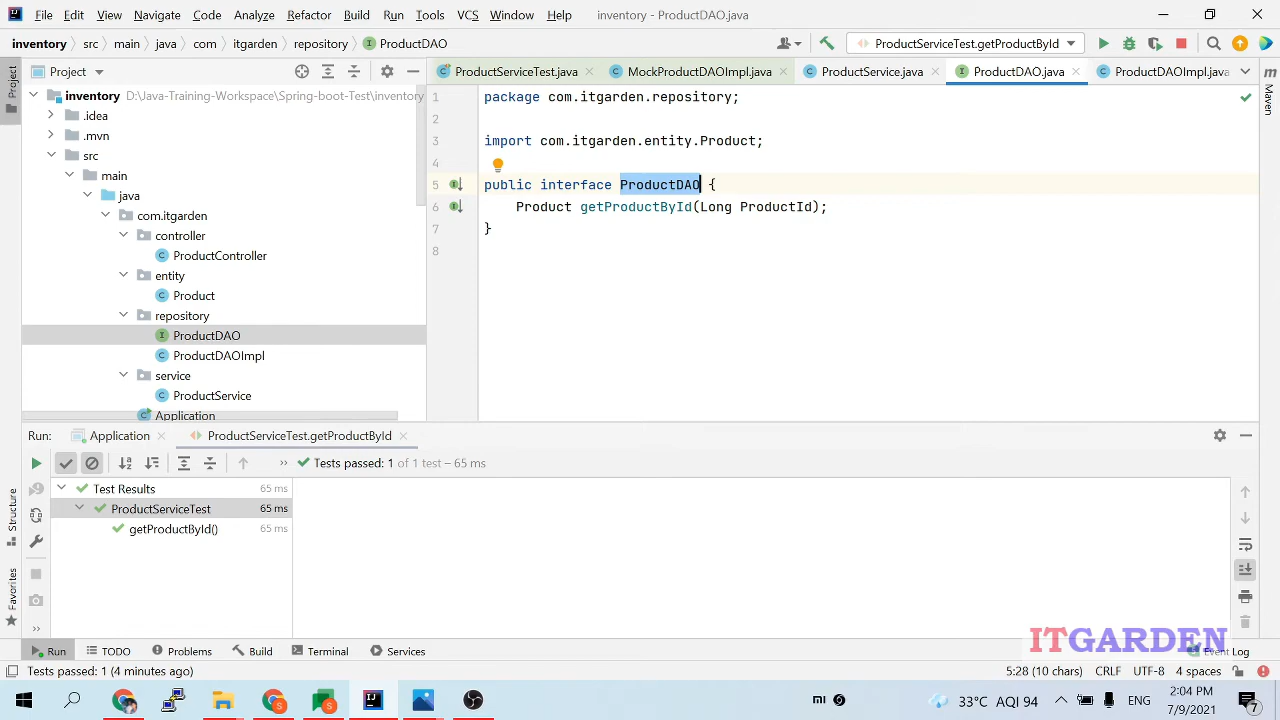 File Edit View Navigate Code Analyze Refactor Build Run Tools VCS Window Help inventory - ProductDAO.java
inventory src main java com itgarden repository ProductDAO ProductServiceTest.getProductById
Project
Project
ProductServiceTest.java MockProductDAOImpl.java ProductService.java ProductDAO.java ProductDAOImpl.java
Maven
inventory D:\Java-Training-Workspace\Spring-boot-Test\inventory
.idea
.mvn
src
main
java
com.itgarden
controller
ProductController
entity
Product
repository
ProductDAO
ProductDAOImpl
service
ProductService
Application
1 package com.itgarden.repository;
2
3 import com.itgarden.entity.Product;
4
5 public interface ProductDAO {
6 Product getProductById(Long ProductId);
7 }
8
Run: Application ProductServiceTest.getProductById
Tests passed: 1 of 1 test – 65 ms
Test Results 65 ms
ProductServiceTest 65 ms
getProductById() 65 ms
Structure
Favorites
ITGARDEN
Run TODO Problems Build Terminal Services Event Log
Tests passed: 1 (4 minutes ago) 5:28 (10 chars) CRLF UTF-8 4 spaces
33°C AQI 94 ENG 2:04 PM
7/9/2021 7